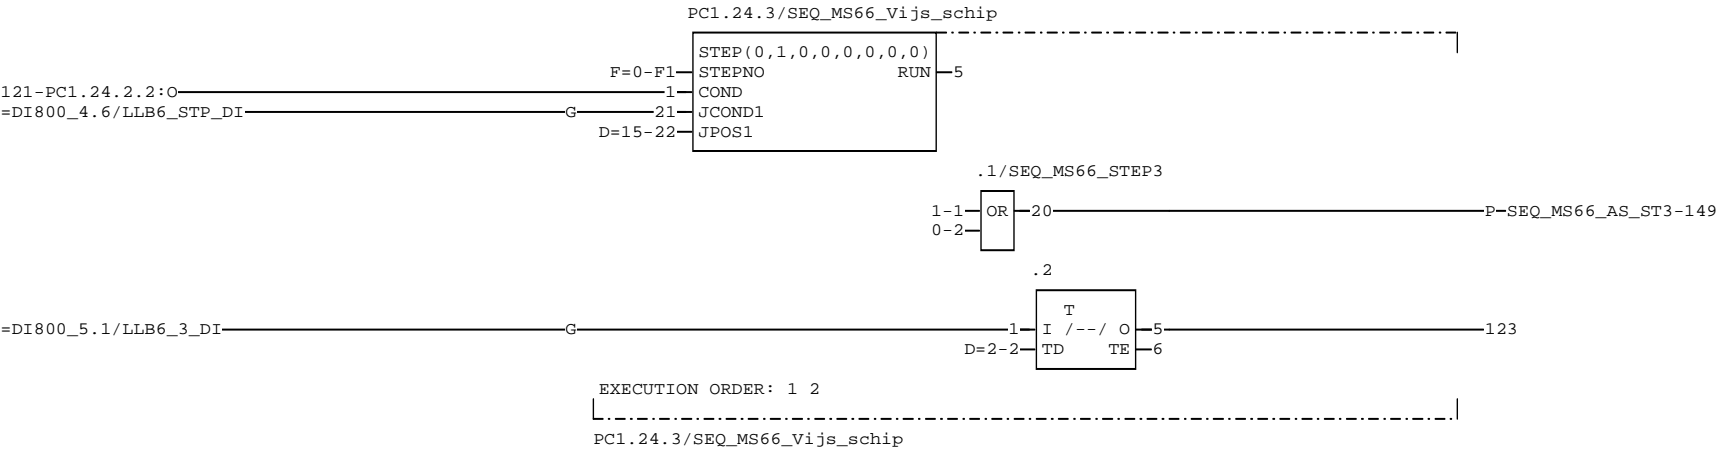 PC1.24.3/SEQ_MS66_Vijs_schip
STEP(0,1,0,0,0,0,0,0)
F=0-F1 STEPNO RUN 5
121-PC1.24.2.2:O 1 COND
=DI800_4.6/LLB6_STP_DI G 21 JCOND1
D=15-22 JPOS1
.1/SEQ_MS66_STEP3
1-1 OR 20 P-SEQ_MS66_AS_ST3-149
0-2
.2
T
=DI800_5.1/LLB6_3_DI G 1 I /--/ O 5 123
D=2-2 TD TE 6
EXECUTION ORDER: 1 2
PC1.24.3/SEQ_MS66_Vijs_schip